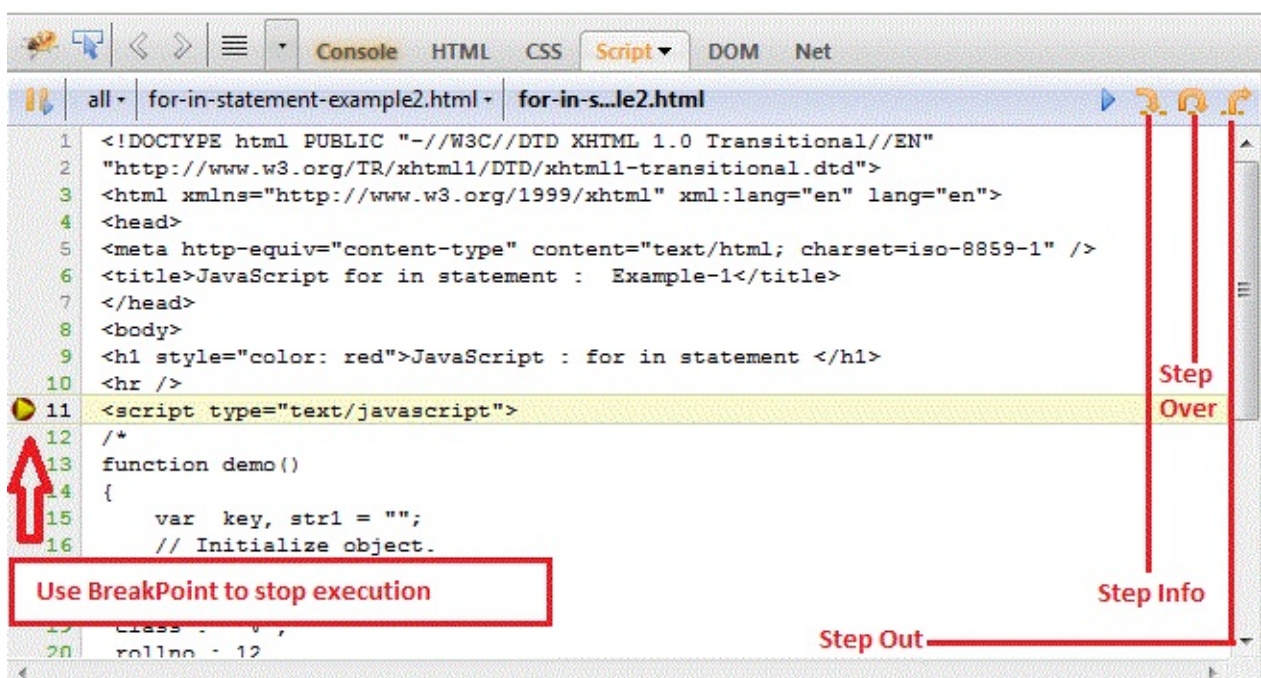 Console HTML CSS Script DOM Net
all for-in-statement-example2.html for-in-s...le2.html
1 <!DOCTYPE html PUBLIC "-//W3C//DTD XHTML 1.0 Transitional//EN"
2 "http://www.w3.org/TR/xhtml1/DTD/xhtml1-transitional.dtd">
3 <html xmlns="http://www.w3.org/1999/xhtml" xml:lang="en" lang="en">
4 <head>
5 <meta http-equiv="content-type" content="text/html; charset=iso-8859-1" />
6 <title>JavaScript for in statement :  Example-1</title>
7 </head>
8 <body>
9 <h1 style="color: red">JavaScript : for in statement </h1>
10 <hr />
Step
Over
11 <script type="text/javascript">
12 /*
13 function demo()
14 {
15 var  key, str1 = "";
16 // Initialize object.
Use BreakPoint to stop execution
Step Info
19 class :
Step Out
20 rollno : 12